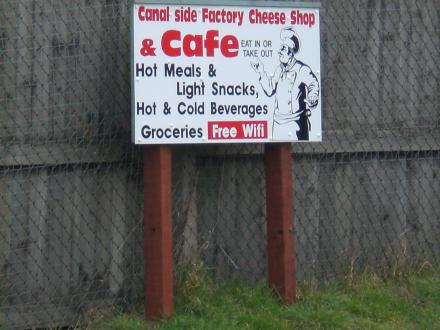 Canal side Factory Cheese Shop
& Cafe EAT IN OR
TAKE OUT
Hot Meals &
Light Snacks,
Hot & Cold Beverages
Groceries Free Wifi